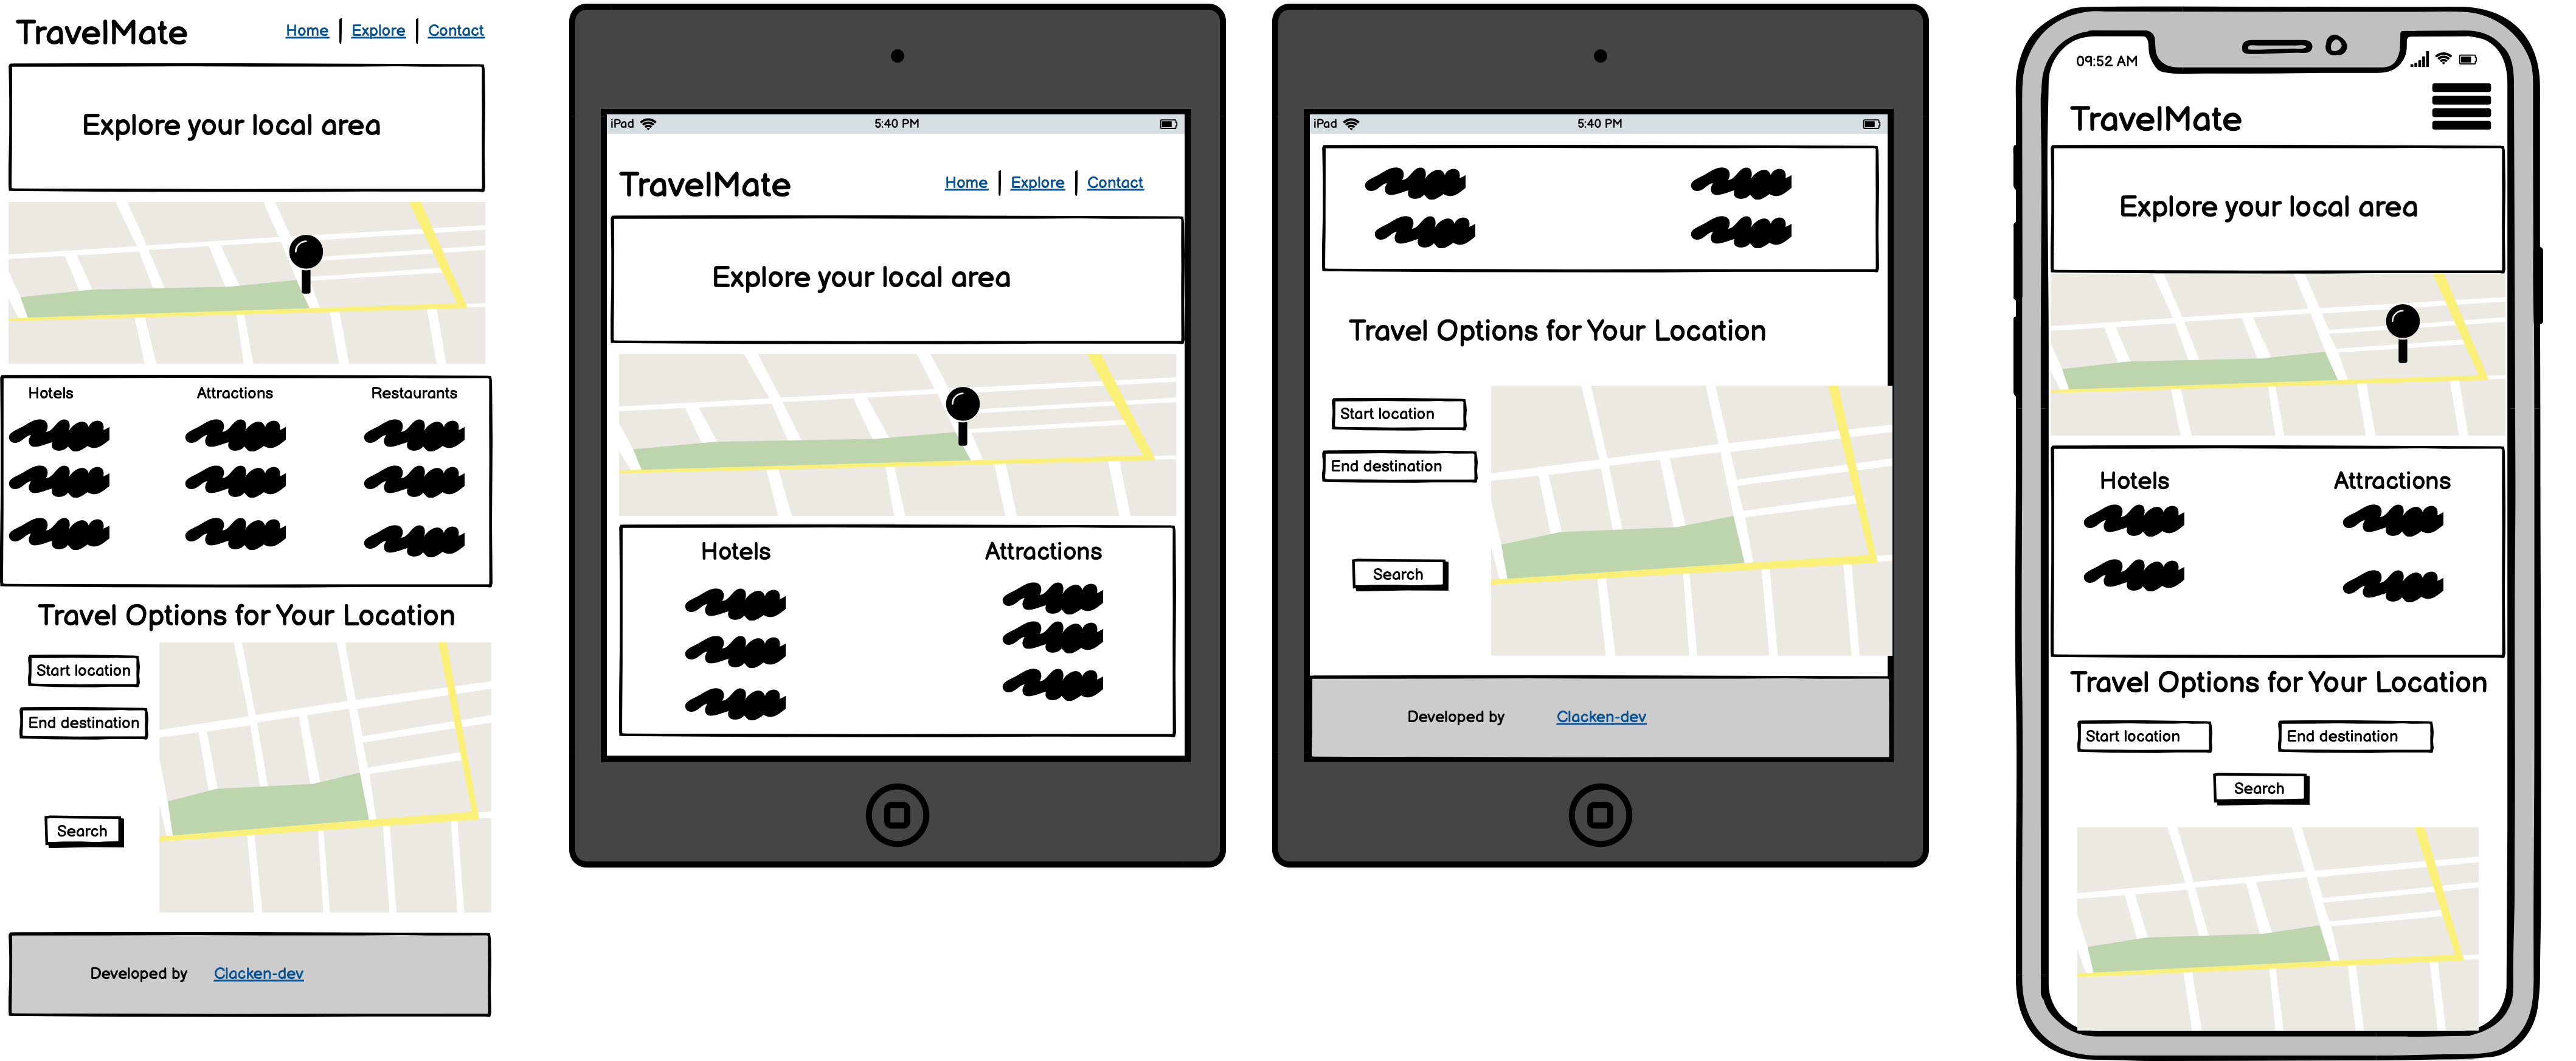 TravelMate
Home | Explore | Contact
Explore your local area
Hotels Attractions Restaurants
Travel Options for Your Location
Start location
End destination
Search
Developed by Clacken-dev
iPad 5:40 PM
TravelMate
Home | Explore | Contact
Explore your local area
Hotels Attractions
iPad 5:40 PM
Travel Options for Your Location
Start location
End destination
Search
Developed by Clacken-dev
09:52 AM
TravelMate
Explore your local area
Hotels Attractions
Travel Options for Your Location
Start location End destination
Search